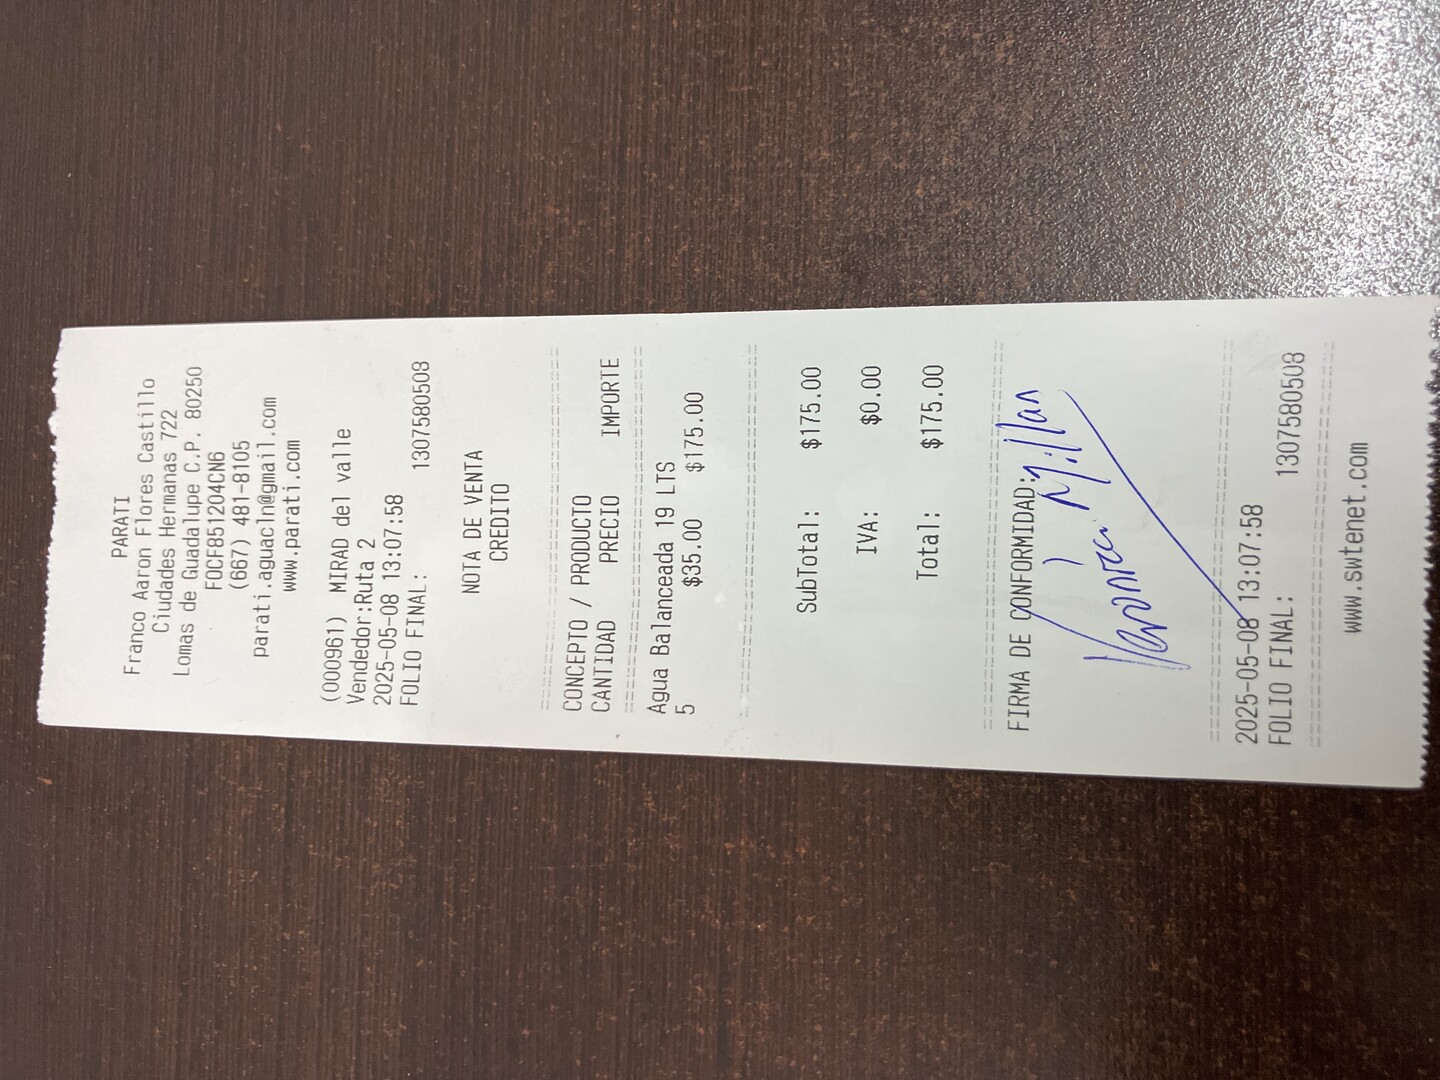 PARATI
Franco Aaron Flores Castillo
Ciudades Hermanas 722
Lomas de Guadalupe C.P. 80250
FOCF851204CN6
(667) 481-8105
parati.aguacln@gmail.com
www.parati.com
(000961) MIRAD del valle
Vendedor:Ruta 2
2025-05-08 13:07:58
FOLIO FINAL: 1307580508
NOTA DE VENTA
CREDITO
CONCEPTO / PRODUCTO
CANTIDAD PRECIO IMPORTE
Agua Balanceada 19 LTS
5 $35.00 $175.00
SubTotal: $175.00
IVA: $0.00
Total: $175.00
FIRMA DE CONFORMIDAD:
Verónica Millan
2025-05-08 13:07:58
FOLIO FINAL: 1307580508
www.swtenet.com